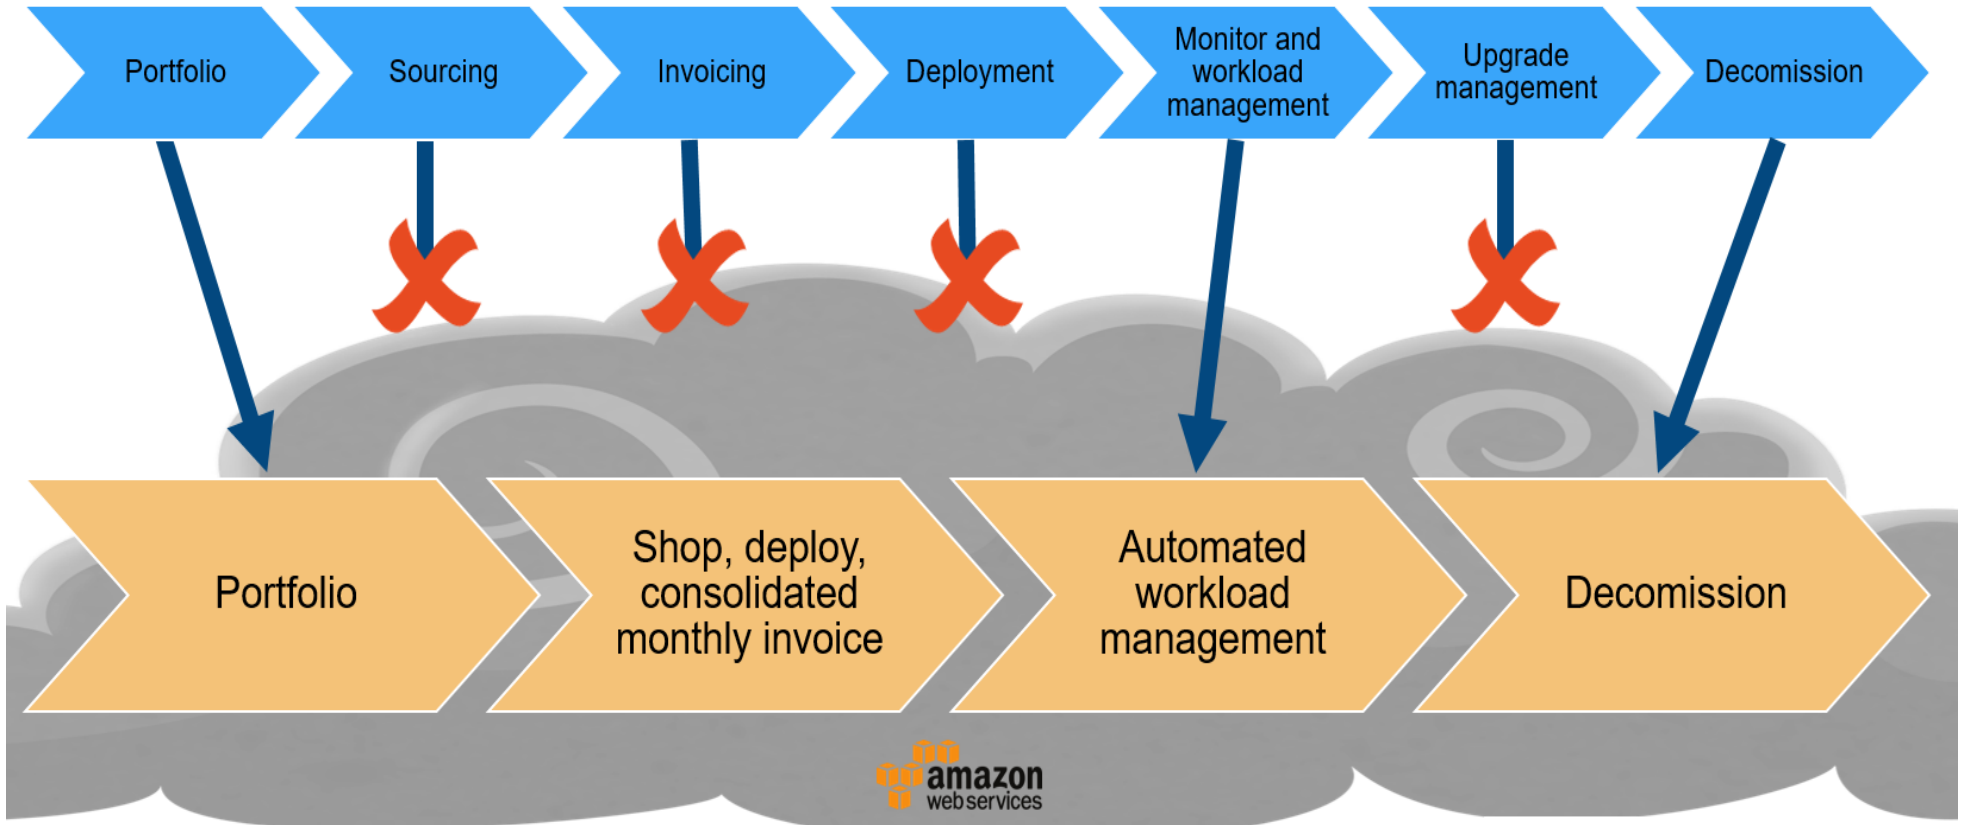 Portfolio
Sourcing
Invoicing
Deployment
Monitor and
workload
management
Upgrade
management
Decomission
Portfolio
Shop, deploy,
consolidated
monthly invoice
Automated
workload
management
Decomission
amazon
webservices